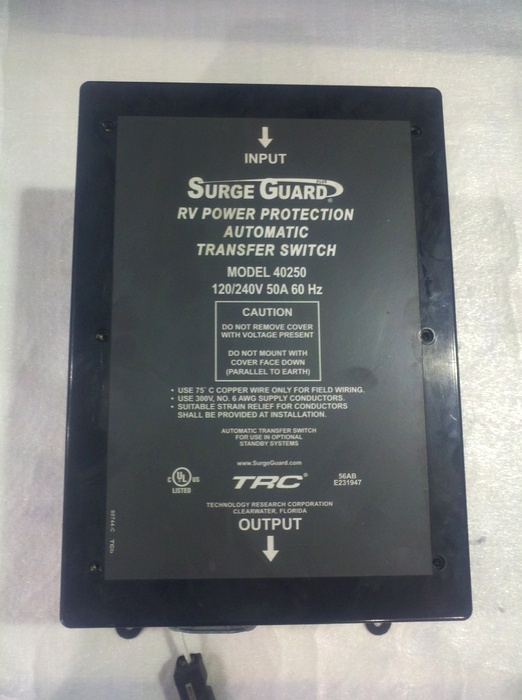 INPUT
SURGE GUARD PLUS ®
RV POWER PROTECTION
AUTOMATIC
TRANSFER SWITCH
MODEL 40250
120/240V 50A 60 Hz
CAUTION
DO NOT REMOVE COVER
WITH VOLTAGE PRESENT
DO NOT MOUNT WITH
COVER FACE DOWN
(PARALLEL TO EARTH)
• USE 75° C COPPER WIRE ONLY FOR FIELD WIRING.
• USE 300V, NO. 6 AWG SUPPLY CONDUCTORS.
• SUITABLE STRAIN RELIEF FOR CONDUCTORS
SHALL BE PROVIDED AT INSTALLATION.
AUTOMATIC TRANSFER SWITCH
FOR USE IN OPTIONAL
STANDBY SYSTEMS
www.SurgeGuard.com
C UL US
LISTED
TRC®
56AB
E231947
TECHNOLOGY RESEARCH CORPORATION
CLEARWATER, FLORIDA
OUTPUT